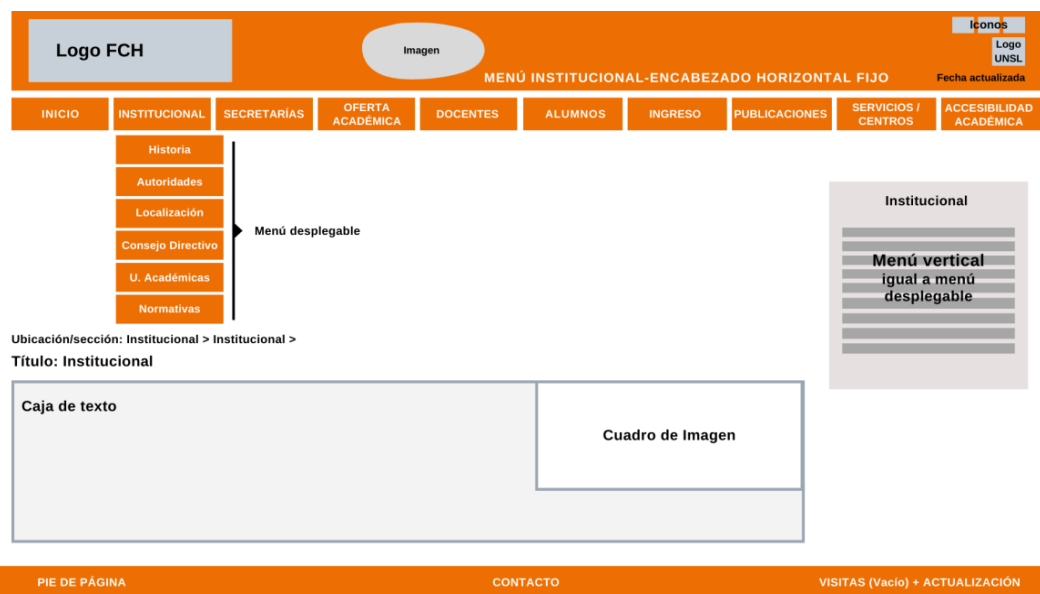 Logo FCH
Imagen
Iconos
Logo
UNSL
MENÚ INSTITUCIONAL-ENCABEZADO HORIZONTAL FIJO
Fecha actualizada
INICIO
INSTITUCIONAL
SECRETARÍAS
OFERTA
ACADÉMICA
DOCENTES
ALUMNOS
INGRESO
PUBLICACIONES
SERVICIOS /
CENTROS
ACCESIBILIDAD
ACADÉMICA
Historia
Autoridades
Localización
Consejo Directivo
U. Académicas
Normativas
Menú desplegable
Institucional
Menú vertical
igual a menú
desplegable
Ubicación/sección: Institucional > Institucional >
Título: Institucional
Caja de texto
Cuadro de Imagen
PIE DE PÁGINA
CONTACTO
VISITAS (Vacío) + ACTUALIZACIÓN